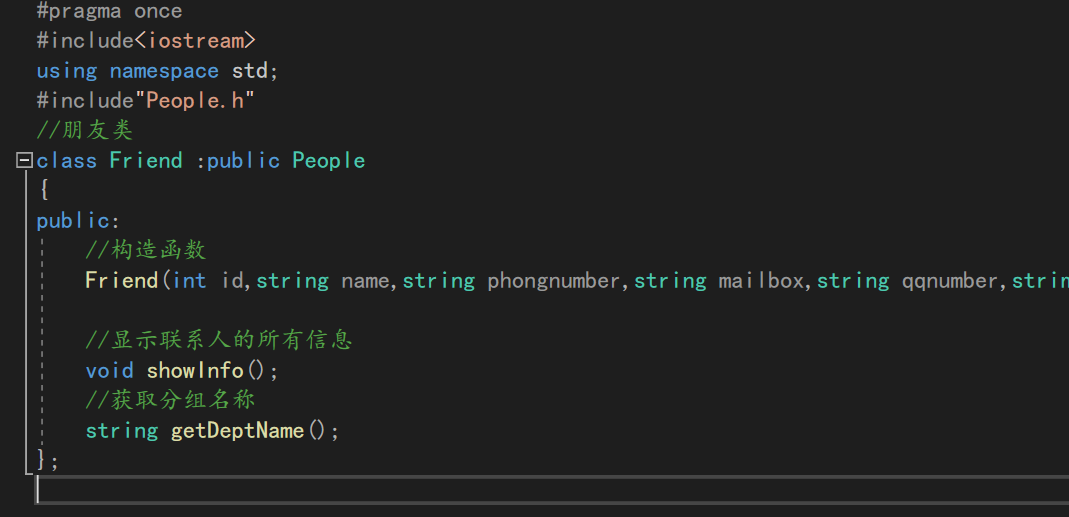 #pragma once
#include<iostream>
using namespace std;
#include"People.h"
//朋友类
class Friend :public People
{
public:
//构造函数
Friend(int id,string name,string phongnumber,string mailbox,string qqnumber,strin
//显示联系人的所有信息
void showInfo();
//获取分组名称
string getDeptName();
};